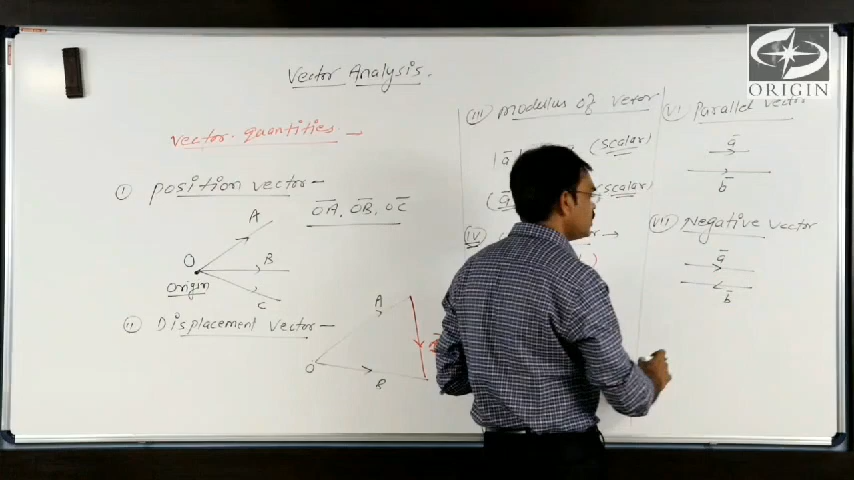 Vector Analysis.
vector quantities
(I) position vector -
OA, OB, OC
A
O
B
origin
C
(II) Displacement Vector -
A
O
B
(III) modulus of vector
|a (scalar)
(scalar)
(IV)
(VI) Parallel vector
a
b
(VII) Negative vector
a
b
ORIGIN